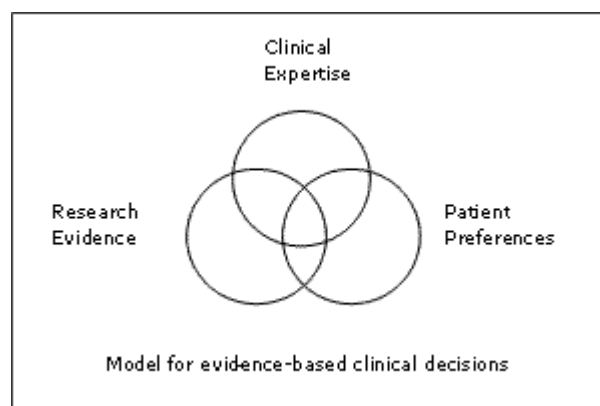 Clinical
Expertise
Research
Evidence
Patient
Preferences
Model for evidence-based clinical decisions